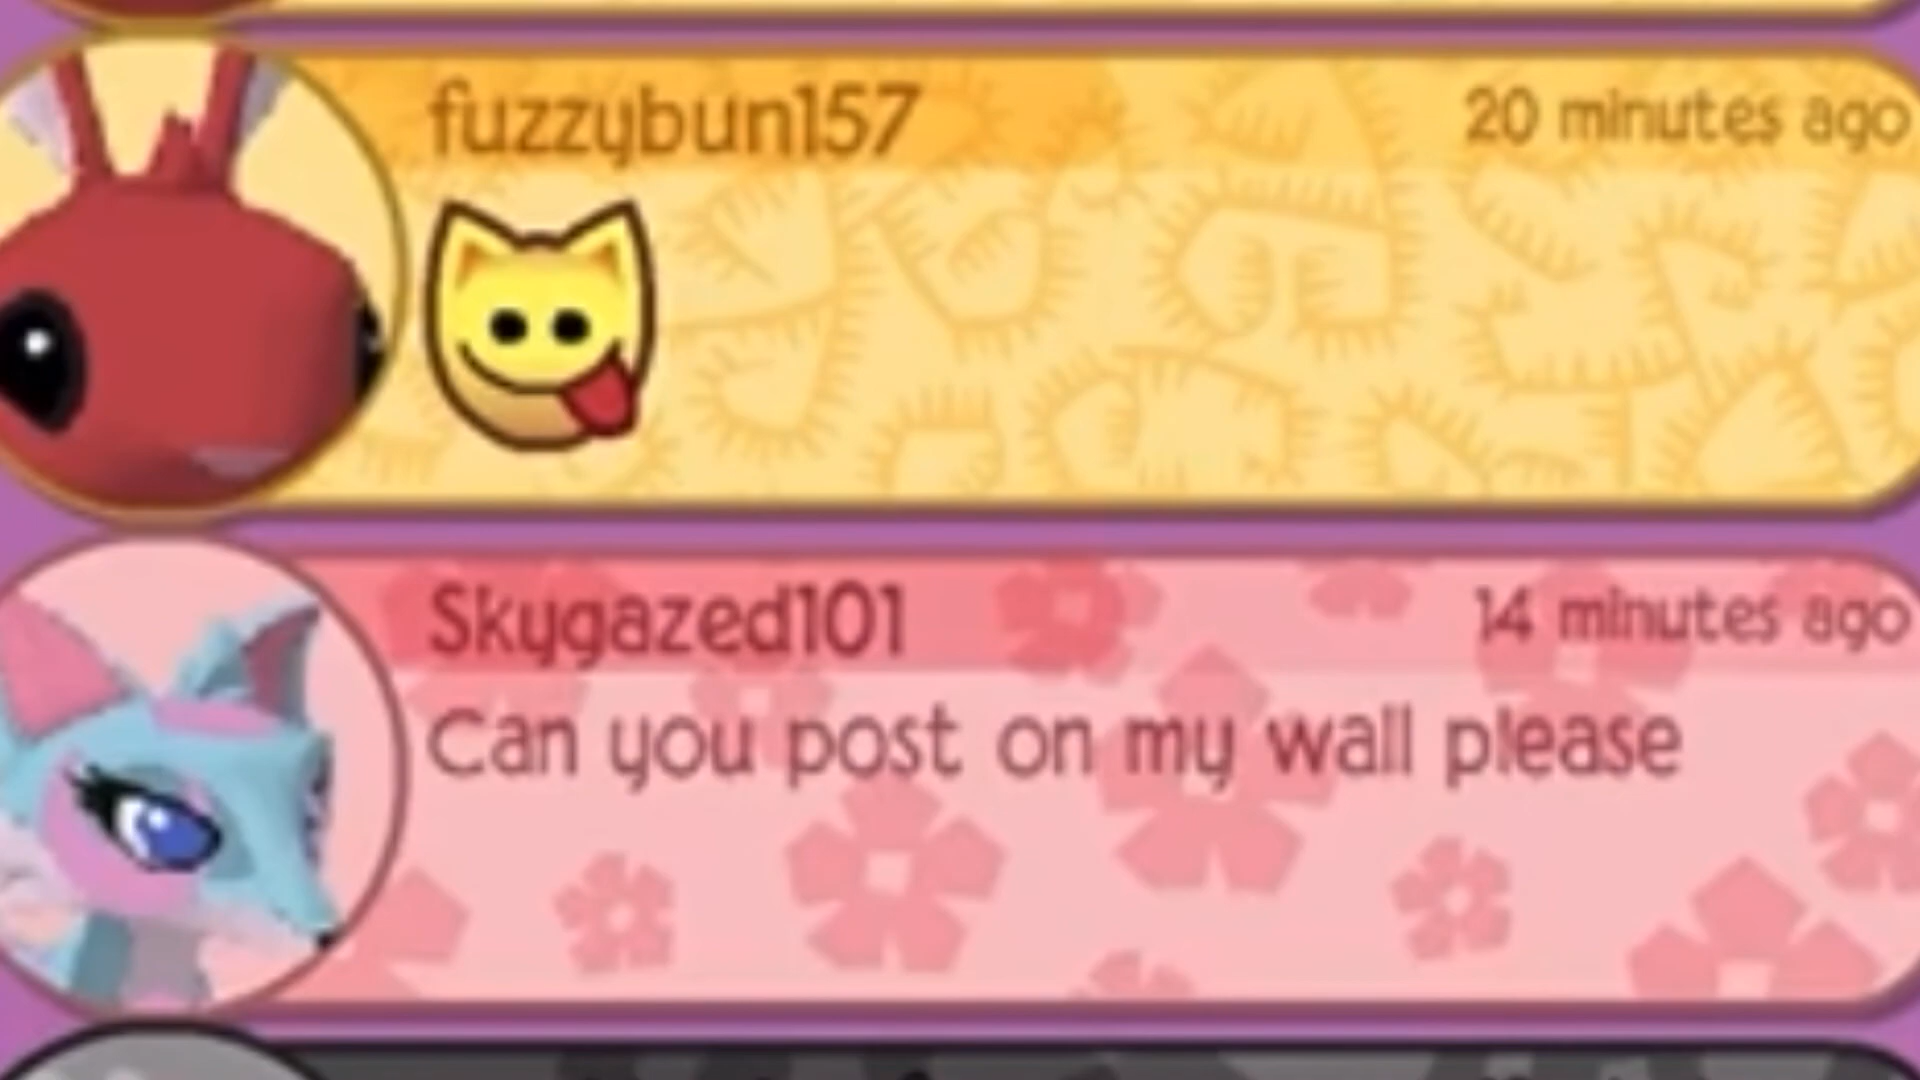 fuzzybun157
20 minutes ago
Skygazed101
14 minutes ago
Can you post on my wall please